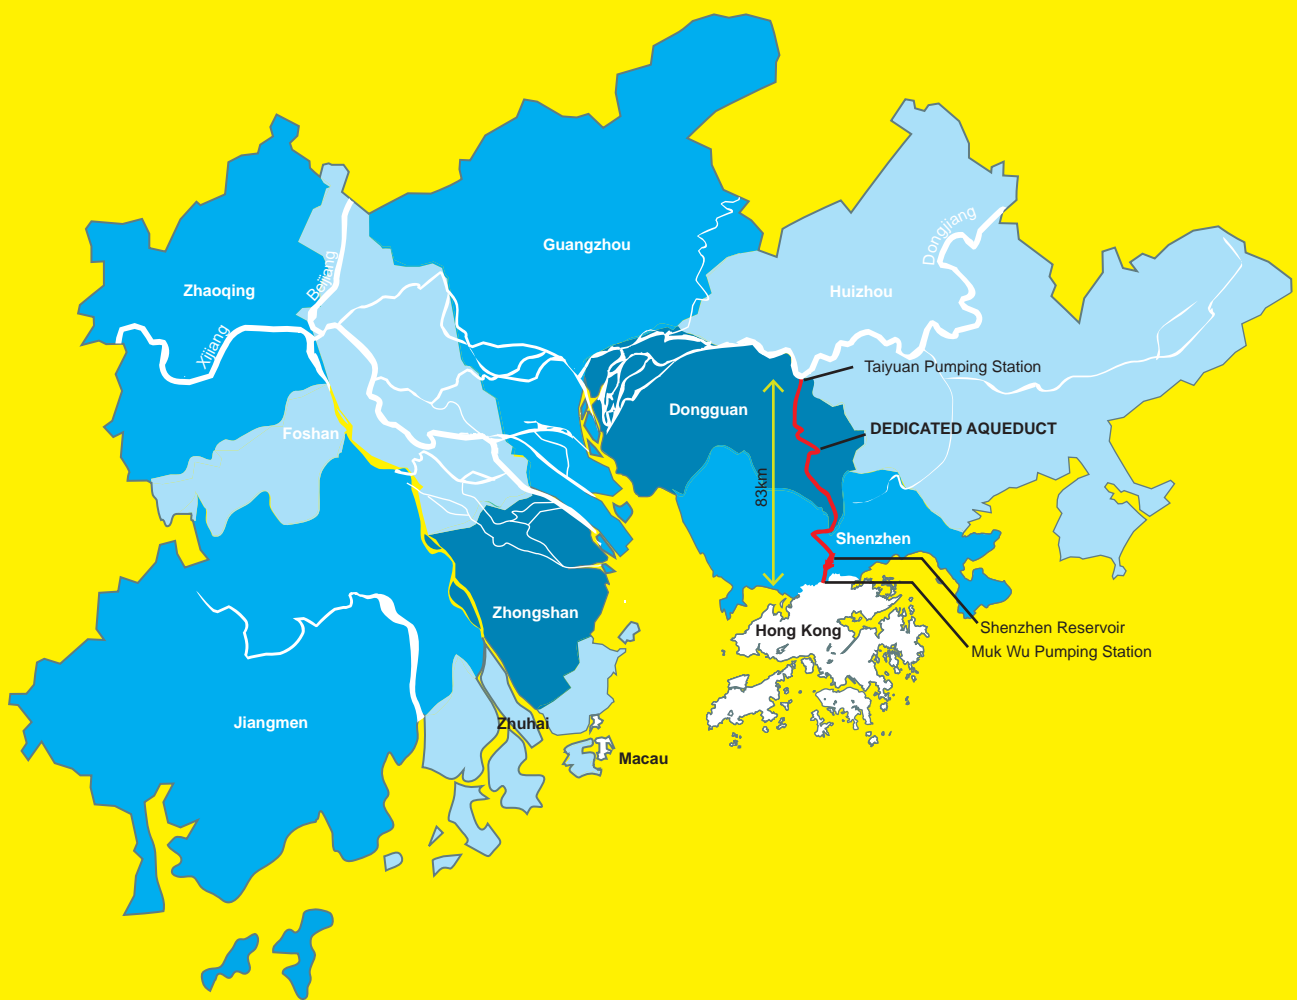 Dongjiang
Guangzhou
Beijiang
Zhaoqing
Huizhou
Xijiang
Taiyuan Pumping Station
Dongguan
DEDICATED AQUEDUCT
Foshan
83km
Shenzhen
Zhongshan
Shenzhen Reservoir
Hong Kong
Muk Wu Pumping Station
Jiangmen
Zhuhai
Macau